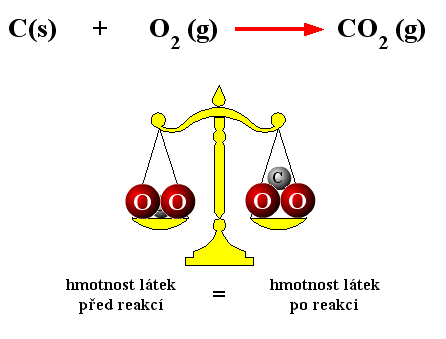 C(s) + O₂ (g) → CO₂ (g)
O O C O O
hmotnost látek = hmotnost látek
před reakcí po reakci